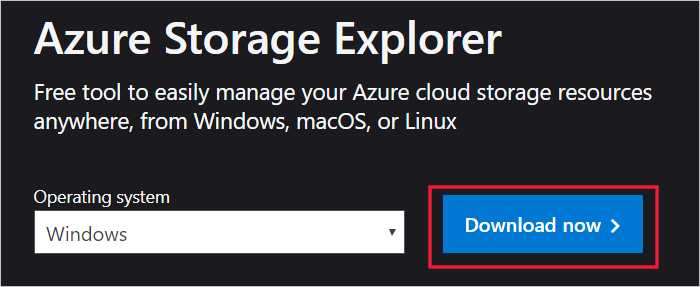 Azure Storage Explorer
Free tool to easily manage your Azure cloud storage resources
anywhere, from Windows, macOS, or Linux
Operating system
Windows
Download now